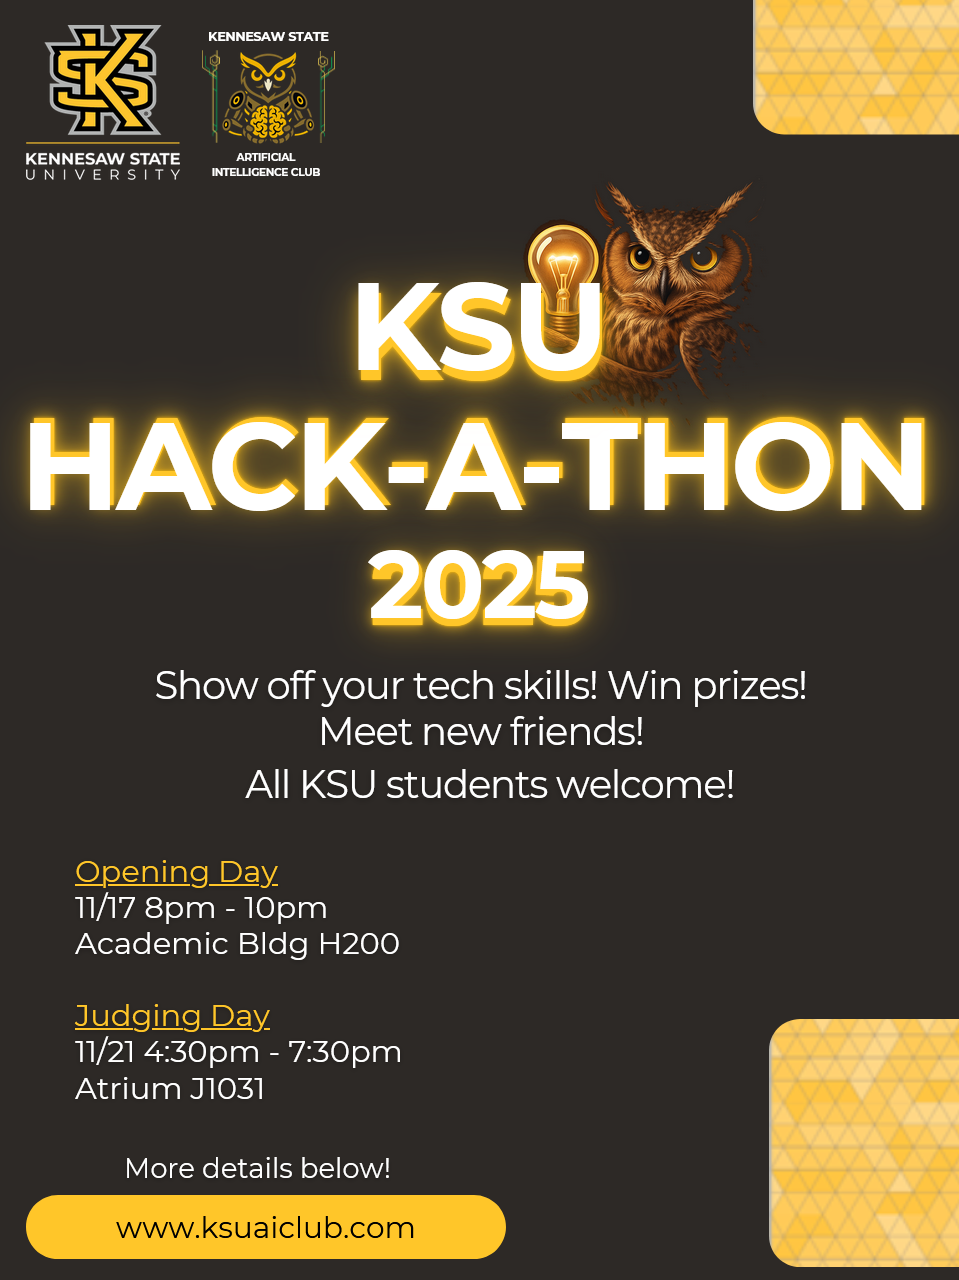 KENNESAW STATE
UNIVERSITY
KENNESAW STATE
ARTIFICIAL
INTELLIGENCE CLUB
KSU
HACK-A-THON
2025
Show off your tech skills! Win prizes!
Meet new friends!
All KSU students welcome!
Opening Day
11/17 8pm - 10pm
Academic Bldg H200
Judging Day
11/21 4:30pm - 7:30pm
Atrium J1031
More details below!
www.ksuaiclub.com